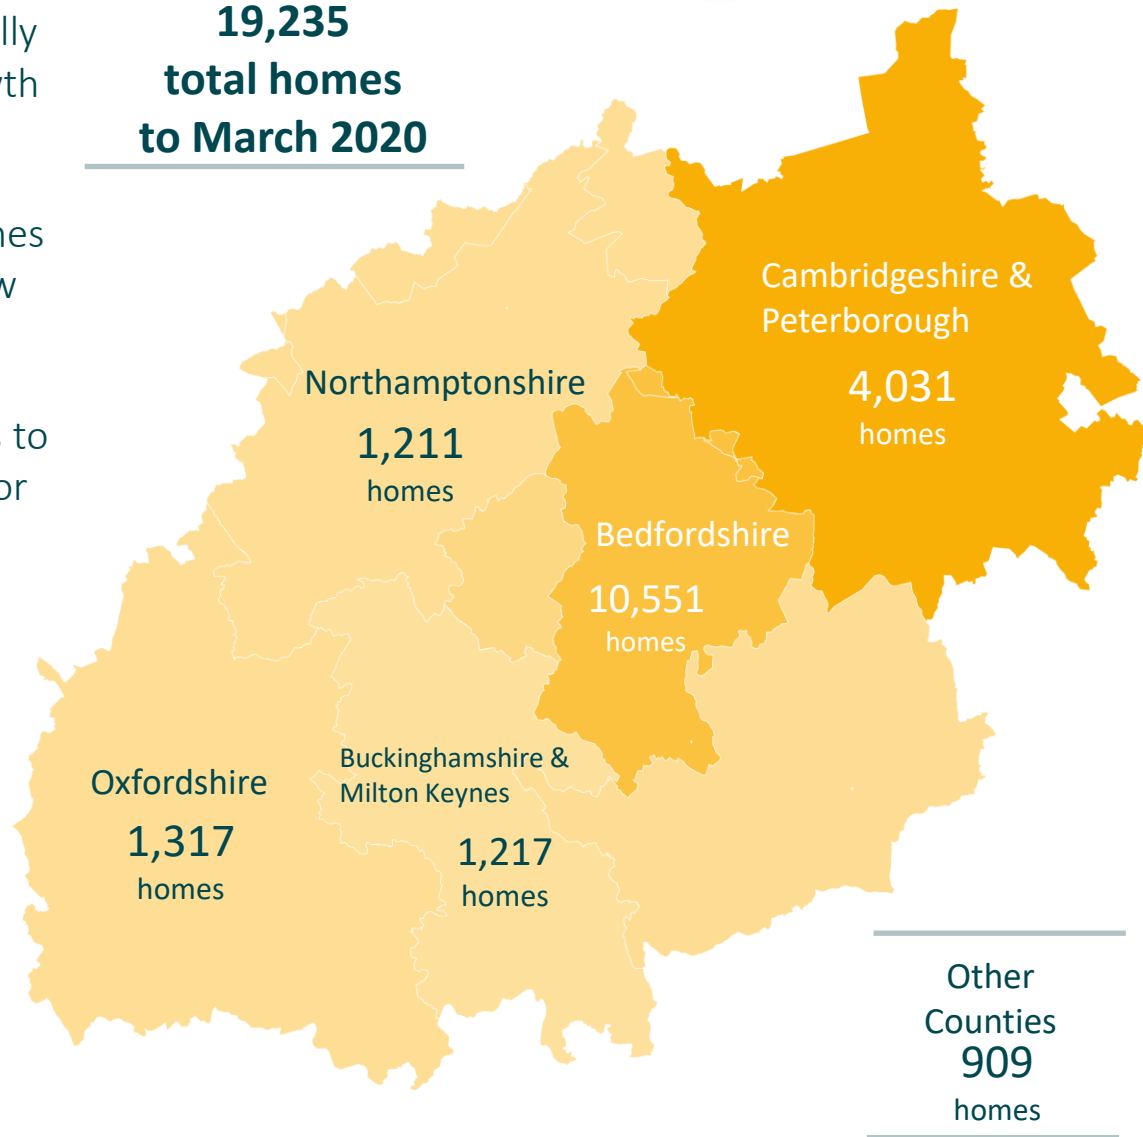 19,235
total homes
to March 2020
Cambridgeshire &
Peterborough
4,031
homes
Northamptonshire
1,211
homes
Bedfordshire
10,551
homes
Oxfordshire
1,317
homes
Buckinghamshire &
Milton Keynes
1,217
homes
Other
Counties
909
homes
to